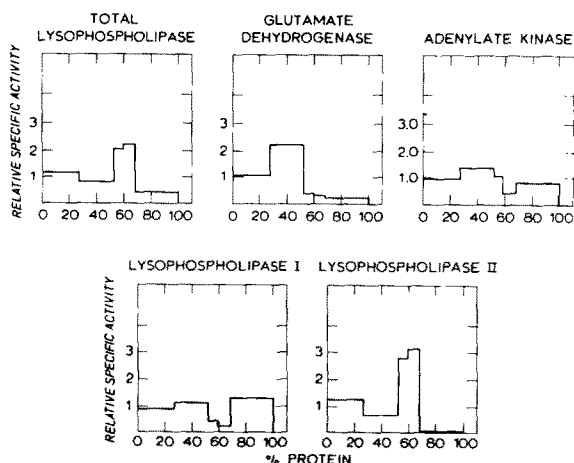 TOTAL
LYSOPHOSPHOLIPASE
GLUTAMATE
DEHYDROGENASE
ADENYLATE KINASE
RELATIVE SPECIFIC ACTIVITY
3
2
1
0 20 40 60 80 100
3
2
1
0 20 40 60 80 100
3.0
2.0
1.0
0 20 40 60 80 100
LYSOPHOSPHOLIPASE I
LYSOPHOSPHOLIPASE II
RELATIVE SPECIFIC ACTIVITY
3
2
1
0 20 40 60 80 100
3
2
1
0 20 40 60 80 100
% PROTEIN